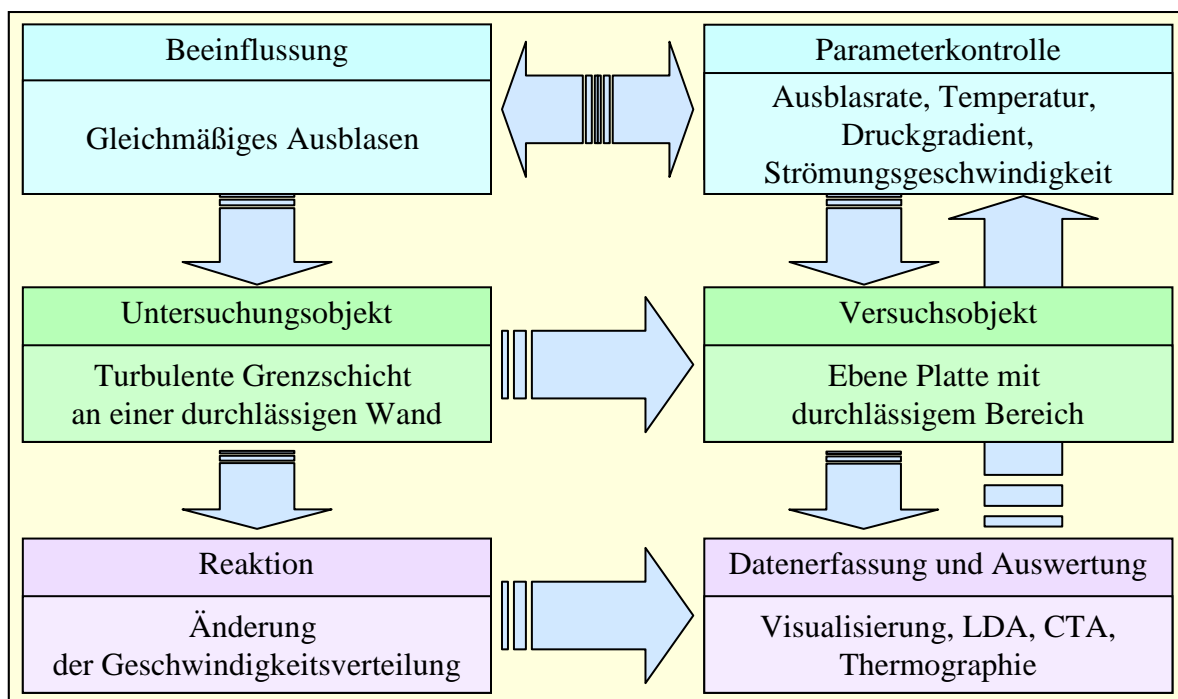 Beeinflussung
Gleichmäßiges Ausblasen
Parameterkontrolle
Ausblasrate, Temperatur,
Druckgradient,
Strömungsgeschwindigkeit
Untersuchungsobjekt
Turbulente Grenzschicht
an einer durchlässigen Wand
Versuchsobjekt
Ebene Platte mit
durchlässigem Bereich
Reaktion
Änderung
der Geschwindigkeitsverteilung
Datenerfassung und Auswertung
Visualisierung, LDA, CTA,
Thermographie